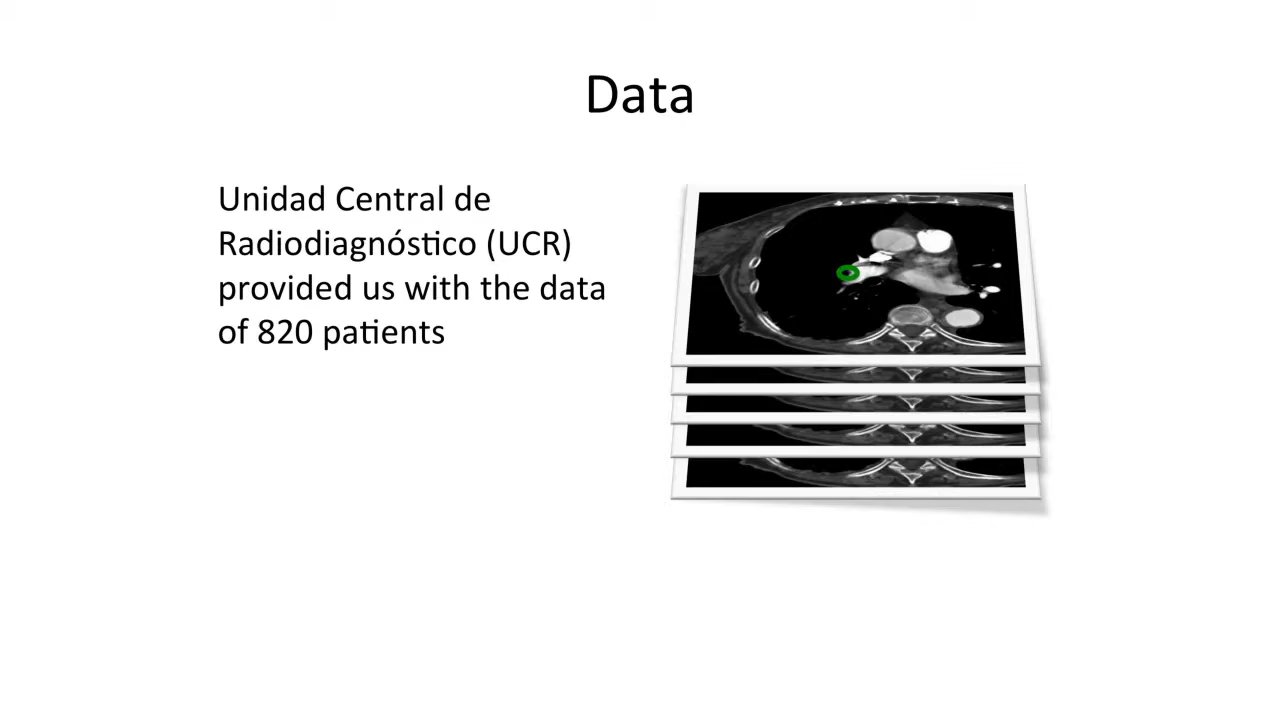 Data
Unidad Central de
Radiodiagnóstico (UCR)
provided us with the data
of 820 patients